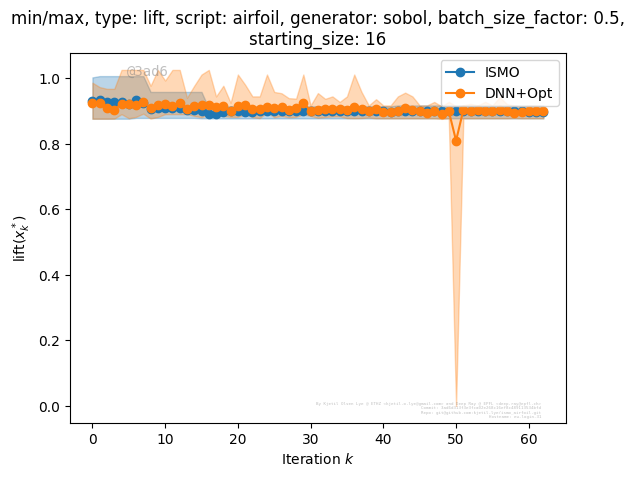 min/max, type: lift, script: airfoil, generator: sobol, batch_size_factor: 0.5,
starting_size: 16
@3ad6
ISMO
DNN+Opt
1.0
0.8
0.6
0.4
0.2
0.0
lift(x_k^*)
0 10 20 30 40 50 60
Iteration k